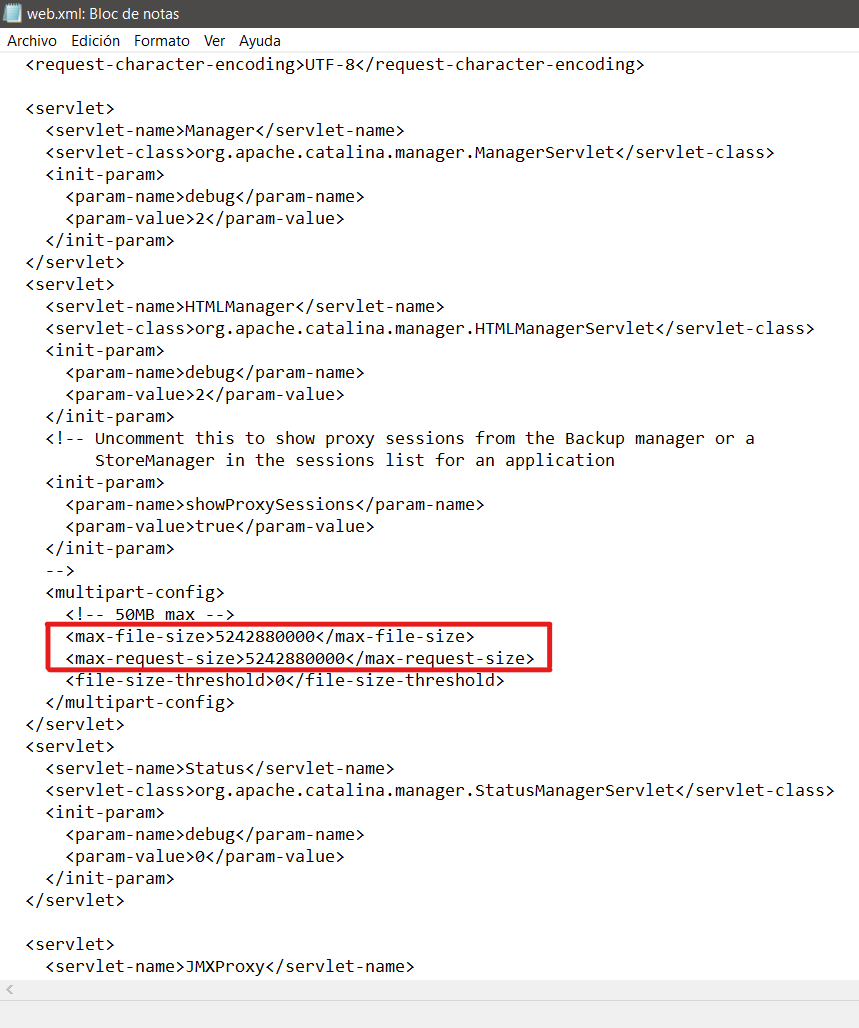 web.xml: Bloc de notas
Archivo Edición Formato Ver Ayuda
<request-character-encoding>UTF-8</request-character-encoding>
<servlet>
<servlet-name>Manager</servlet-name>
<servlet-class>org.apache.catalina.manager.ManagerServlet</servlet-class>
<init-param>
<param-name>debug</param-name>
<param-value>2</param-value>
</init-param>
</servlet>
<servlet>
<servlet-name>HTMLManager</servlet-name>
<servlet-class>org.apache.catalina.manager.HTMLManagerServlet</servlet-class>
<init-param>
<param-name>debug</param-name>
<param-value>2</param-value>
</init-param>
<!-- Uncomment this to show proxy sessions from the Backup manager or a
StoreManager in the sessions list for an application
<init-param>
<param-name>showProxySessions</param-name>
<param-value>true</param-value>
</init-param>
-->
<multipart-config>
<!-- 50MB max -->
<max-file-size>5242880000</max-file-size>
<max-request-size>5242880000</max-request-size>
<file-size-threshold>0</file-size-threshold>
</multipart-config>
</servlet>
<servlet>
<servlet-name>Status</servlet-name>
<servlet-class>org.apache.catalina.manager.StatusManagerServlet</servlet-class>
<init-param>
<param-name>debug</param-name>
<param-value>0</param-value>
</init-param>
</servlet>
<servlet>
<servlet-name>JMXProxy</servlet-name>